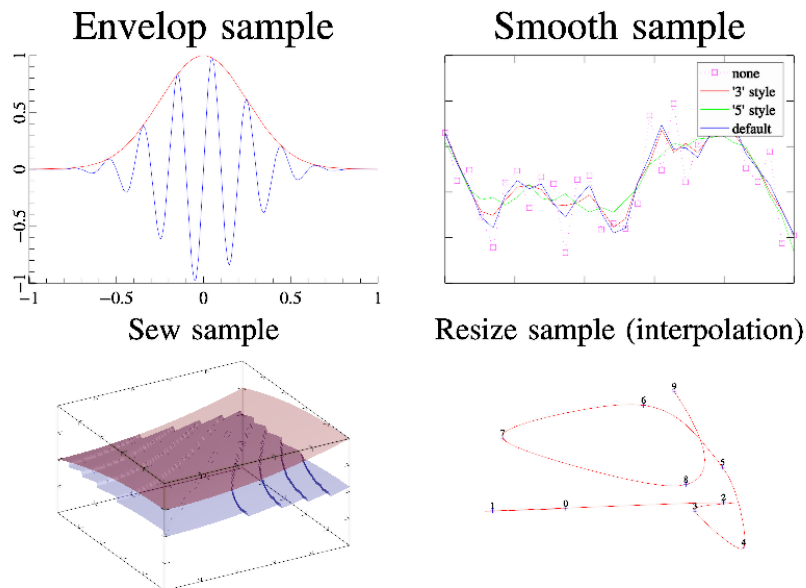 Envelop sample
Smooth sample
1
0.5
0
−0.5
−1
−1
−0.5
0
0.5
1
none
'3' style
'5' style
default
Sew sample
Resize sample (interpolation)
9
6
7
5
8
2
3
0
1
4